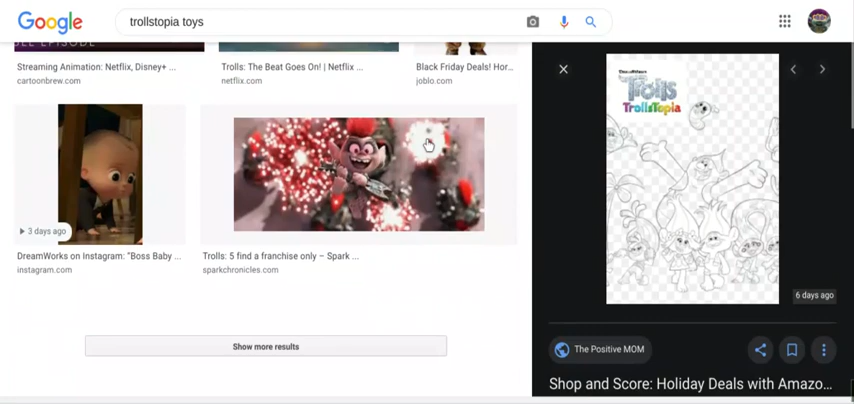 Google
trollstopia toys
Streaming Animation: Netflix, Disney+ ...
cartoonbrew.com
Trolls: The Beat Goes On! | Netflix ...
netflix.com
Black Friday Deals! Hor...
joblo.com
3 days ago
DreamWorks on Instagram: "Boss Baby ...
instagram.com
Trolls: 5 find a franchise only – Spark ...
sparkchronicles.com
Show more results
DreamWorks
Trolls
TrollsTopia
6 days ago
The Positive MOM
Shop and Score: Holiday Deals with Amazo...